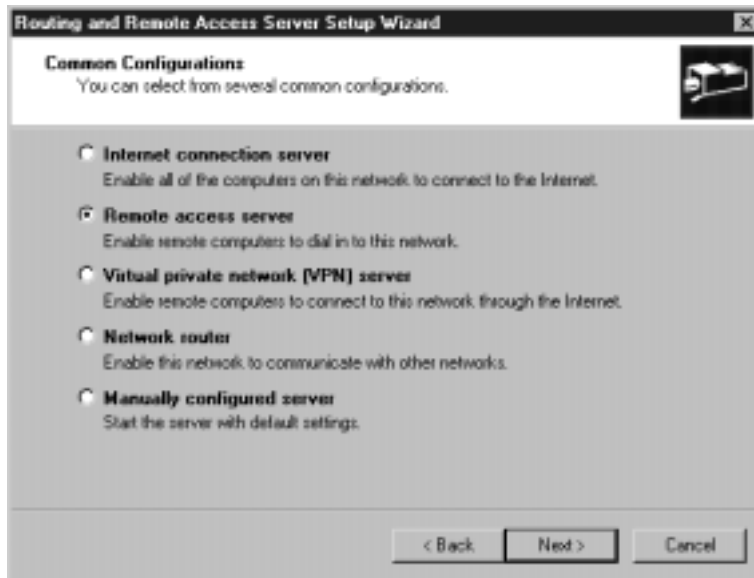 Routing and Remote Access Server Setup Wizard
Common Configurations
You can select from several common configurations.
Internet connection server
Enable all of the computers on this network to connect to the Internet.
Remote access server
Enable remote computers to dial in to this network.
Virtual private network (VPN) server
Enable remote computers to connect to this network through the Internet.
Network router
Enable this network to communicate with other networks.
Manually configured server
Start the server with default settings.
< Back Next > Cancel